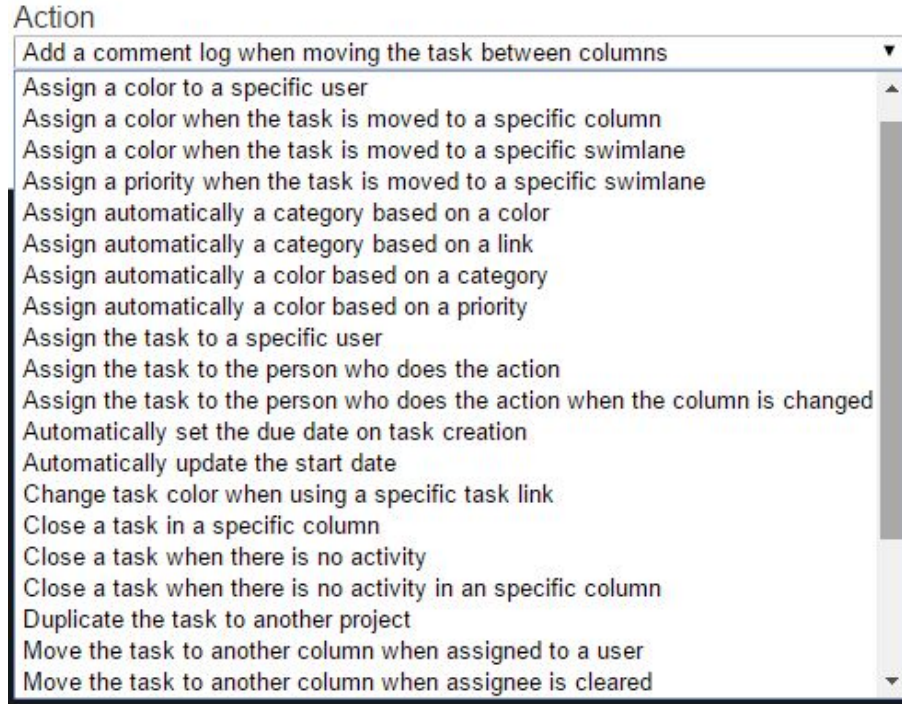 Action
Add a comment log when moving the task between columns
Assign a color to a specific user
Assign a color when the task is moved to a specific column
Assign a color when the task is moved to a specific swimlane
Assign a priority when the task is moved to a specific swimlane
Assign automatically a category based on a color
Assign automatically a category based on a link
Assign automatically a color based on a category
Assign automatically a color based on a priority
Assign the task to a specific user
Assign the task to the person who does the action
Assign the task to the person who does the action when the column is changed
Automatically set the due date on task creation
Automatically update the start date
Change task color when using a specific task link
Close a task in a specific column
Close a task when there is no activity
Close a task when there is no activity in an specific column
Duplicate the task to another project
Move the task to another column when assigned to a user
Move the task to another column when assignee is cleared